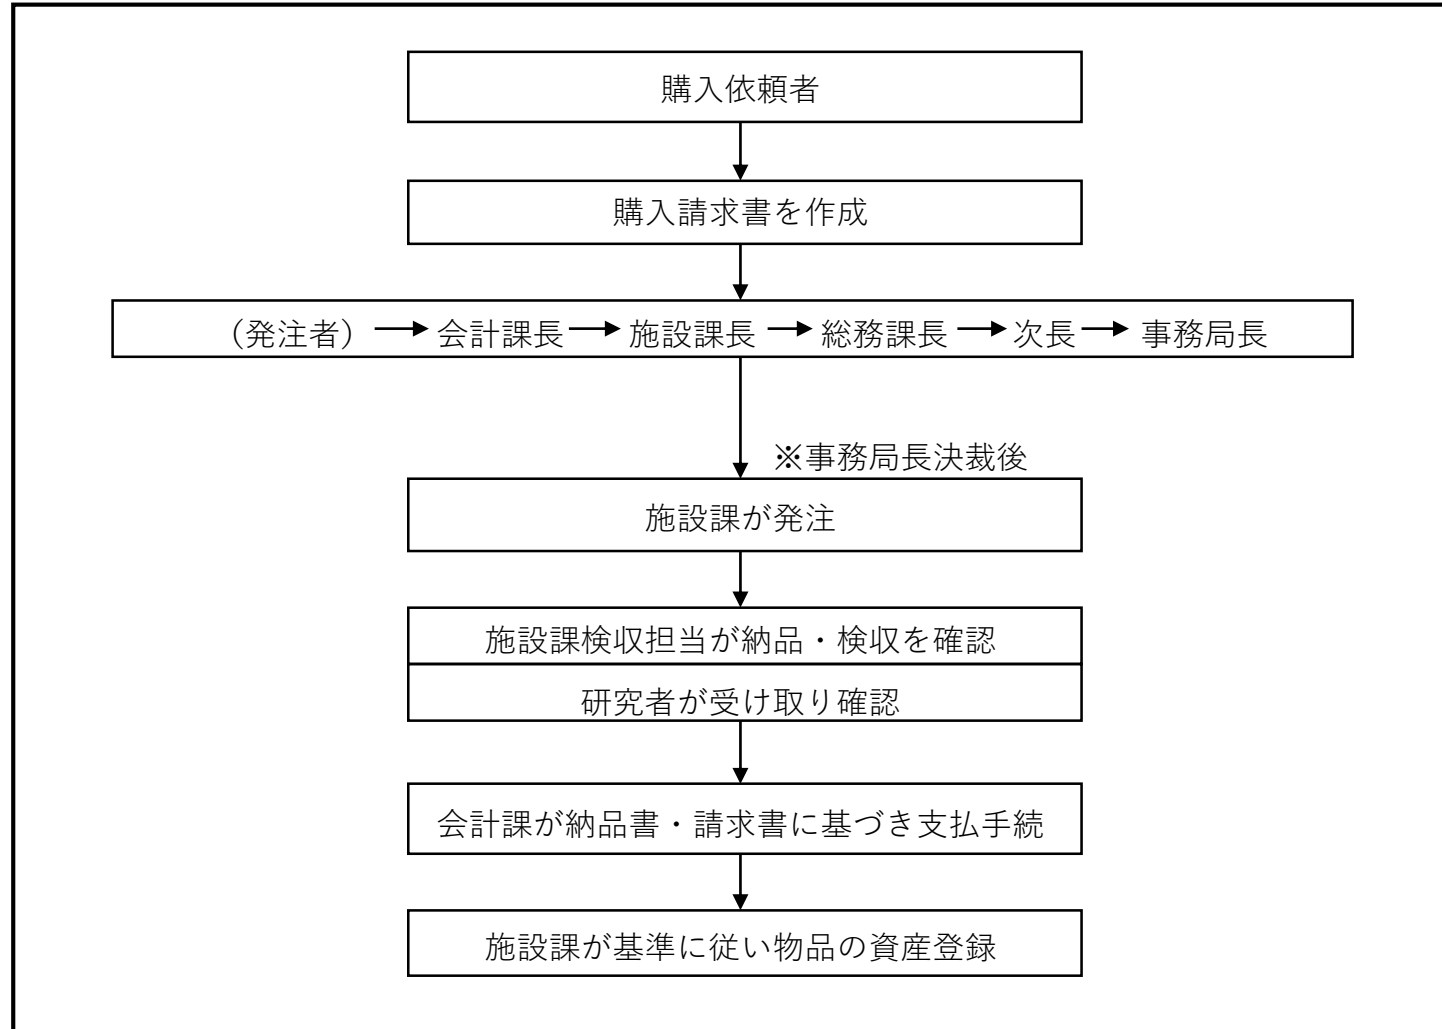 購入依頼者
購入請求書を作成
（発注者） 会計課長 施設課長 総務課長 次長 事務局長
※事務局長決裁後
施設課が発注
施設課検収担当が納品・検収を確認
研究者が受け取り確認
会計課が納品書・請求書に基づき支払手続
施設課が基準に従い物品の資産登録